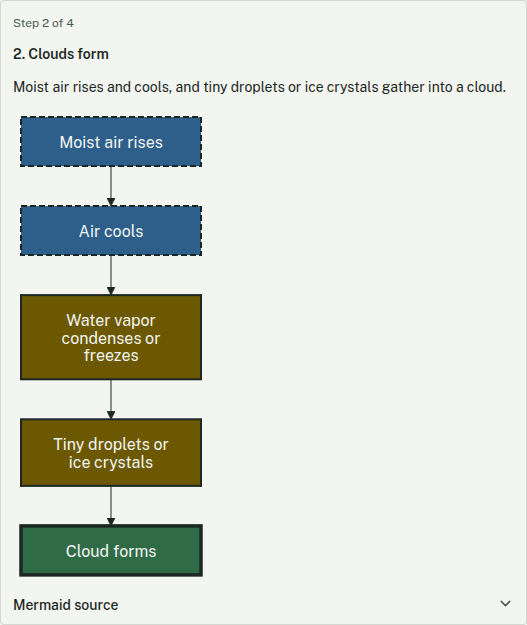 Step 2 of 4
2. Clouds form
Moist air rises and cools, and tiny droplets or ice crystals gather into a cloud.
Moist air rises
Air cools
Water vapor
condenses or
freezes
Tiny droplets or
ice crystals
Cloud forms
Mermaid source